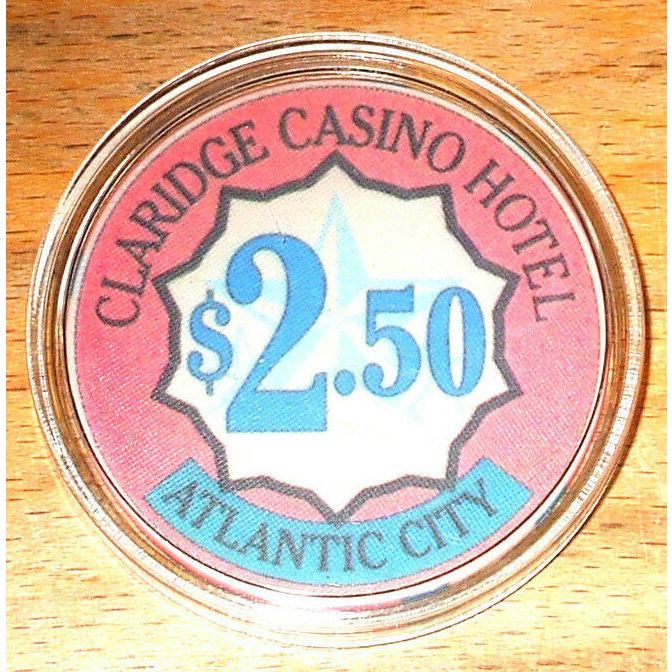 CLARIDGE CASINO HOTEL
$2.50
ATLANTIC CITY